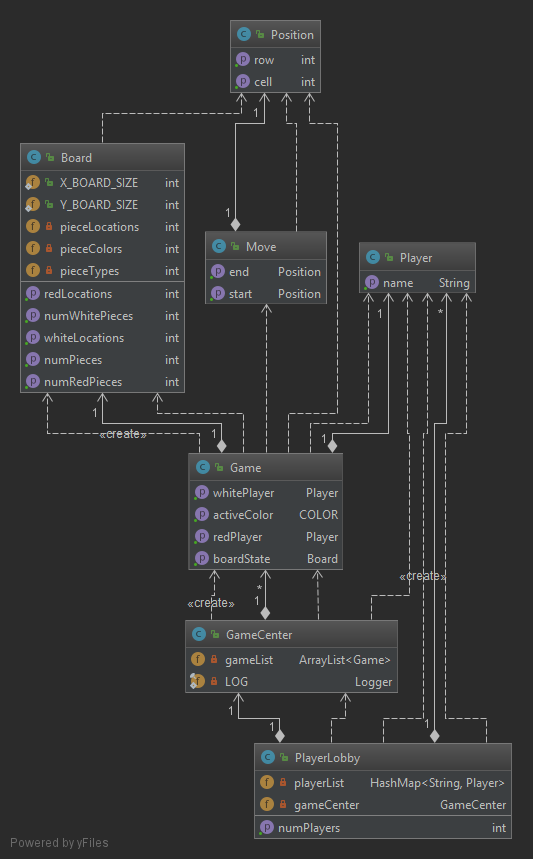 Position
row int
cell int
1
Board
X_BOARD_SIZE int
Y_BOARD_SIZE int
pieceLocations int
pieceColors int
pieceTypes int
redLocations int
numWhitePieces int
whiteLocations int
numPieces int
numRedPieces int
1
Move
end Position
start Position
Player
name String
1
*
1
«create»
1
1
Game
whitePlayer Player
activeColor COLOR
redPlayer Player
boardState Board
«create»
*
1
«create»
GameCenter
gameList ArrayList<Game>
LOG Logger
1
1
1
PlayerLobby
playerList HashMap<String, Player>
gameCenter GameCenter
numPlayers int
Powered by yFiles